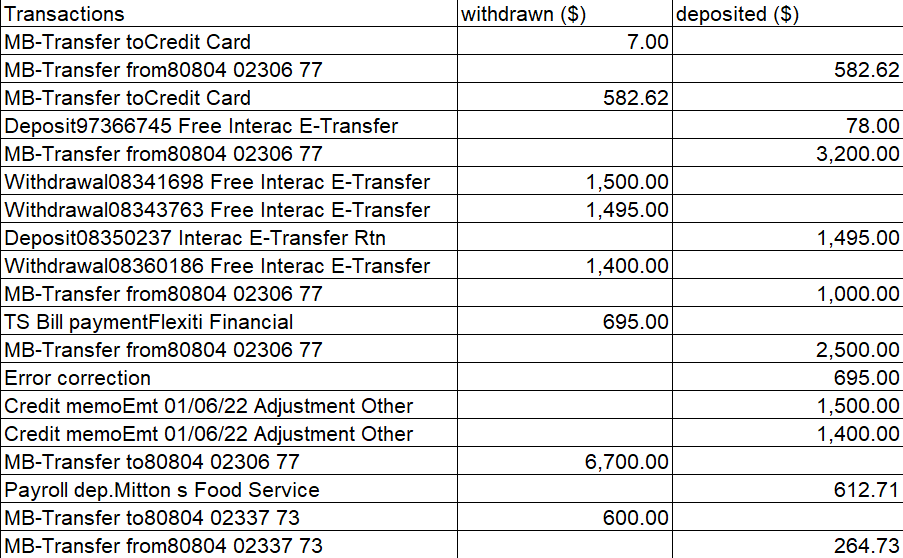 Transactions withdrawn ($) deposited ($)
MB-Transfer toCredit Card 7.00
MB-Transfer from80804 02306 77 582.62
MB-Transfer toCredit Card 582.62
Deposit97366745 Free Interac E-Transfer 78.00
MB-Transfer from80804 02306 77 3,200.00
Withdrawal08341698 Free Interac E-Transfer 1,500.00
Withdrawal08343763 Free Interac E-Transfer 1,495.00
Deposit08350237 Interac E-Transfer Rtn 1,495.00
Withdrawal08360186 Free Interac E-Transfer 1,400.00
MB-Transfer from80804 02306 77 1,000.00
TS Bill paymentFlexiti Financial 695.00
MB-Transfer from80804 02306 77 2,500.00
Error correction 695.00
Credit memoEmt 01/06/22 Adjustment Other 1,500.00
Credit memoEmt 01/06/22 Adjustment Other 1,400.00
MB-Transfer to80804 02306 77 6,700.00
Payroll dep.Mitton s Food Service 612.71
MB-Transfer to80804 02337 73 600.00
MB-Transfer from80804 02337 73 264.73